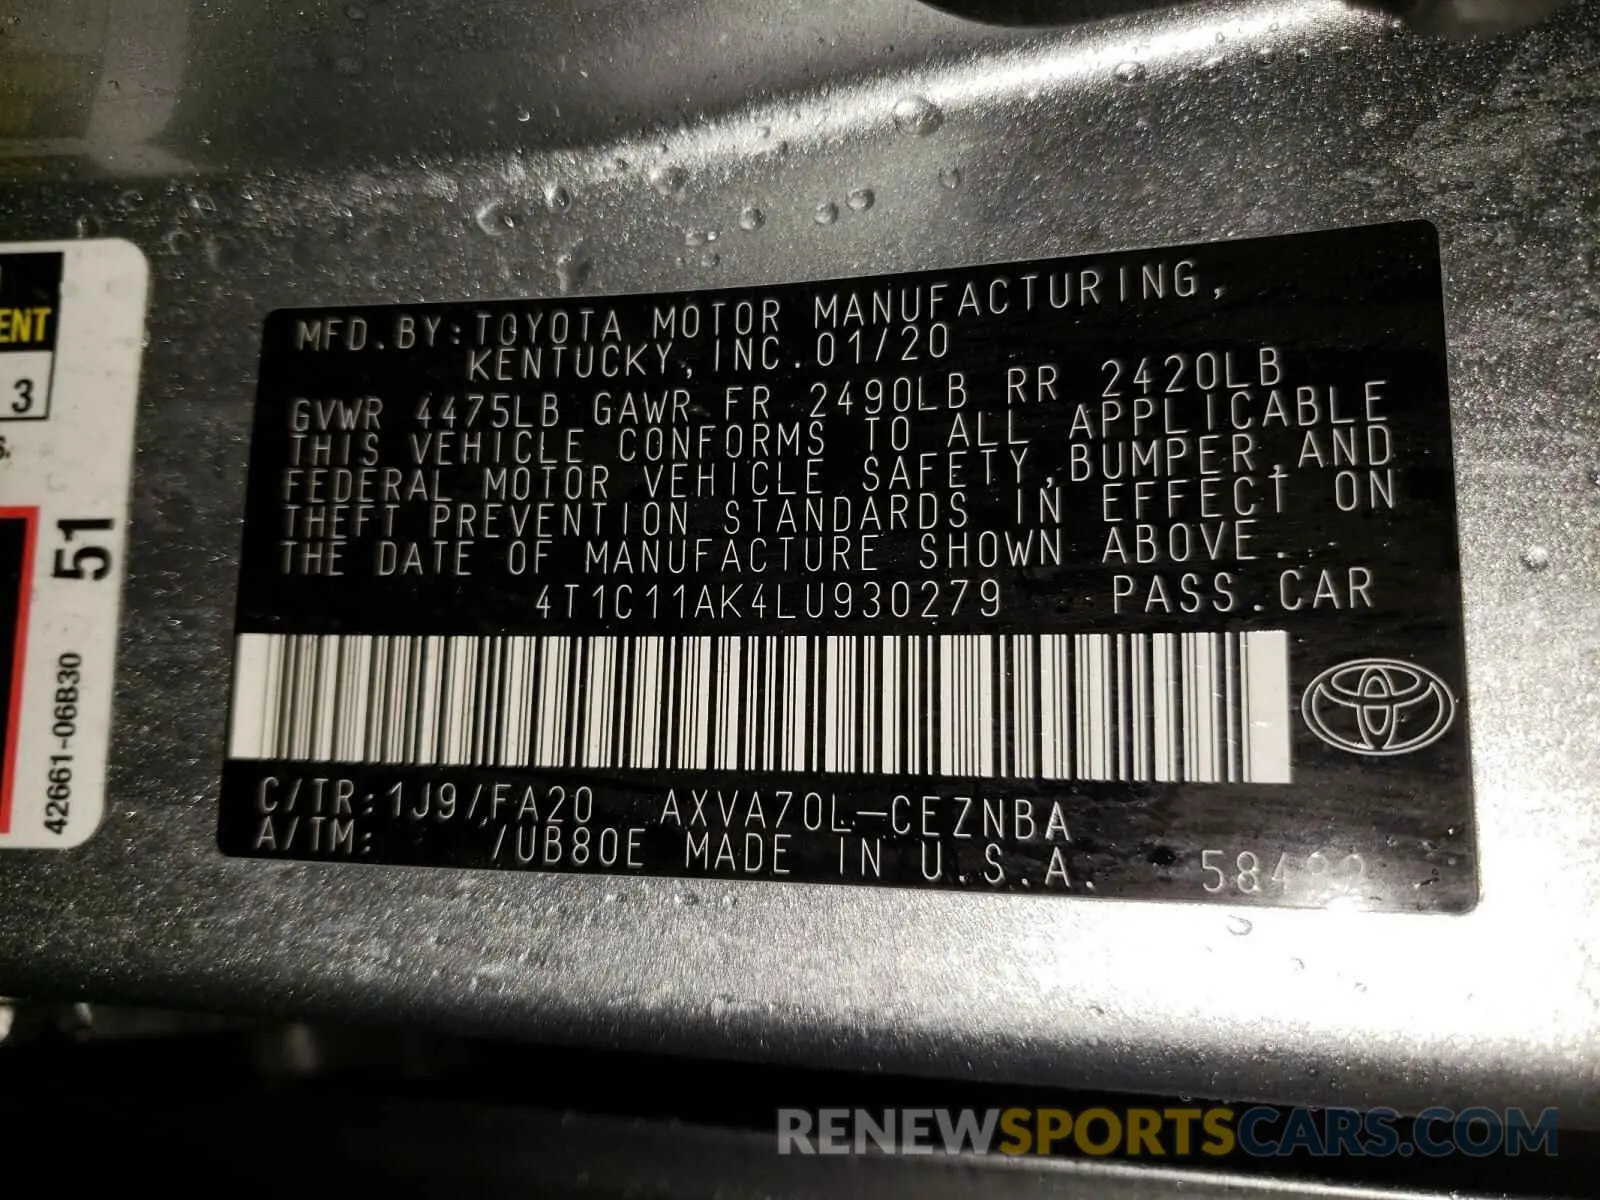 MFD. BY: TOYOTA MOTOR MANUFACTURING,
KENTUCKY, INC. 01/20
GVWR 4475LB GAWR FR 2490LB RR 2420LB
THIS VEHICLE CONFORMS TO ALL APPLICABLE
FEDERAL MOTOR VEHICLE SAFETY, BUMPER, AND
THEFT PREVENTION STANDARDS IN EFFECT ON
THE DATE OF MANUFACTURE SHOWN ABOVE.
4T1C11AK4LU930279 PASS.CAR
C/TR: 1J9/FA20 AXVA70L-CEZNBA
A/TM: /UB80E MADE IN U.S.A.
3
51
42661-06B30
RENEWSPORTSCARS.COM